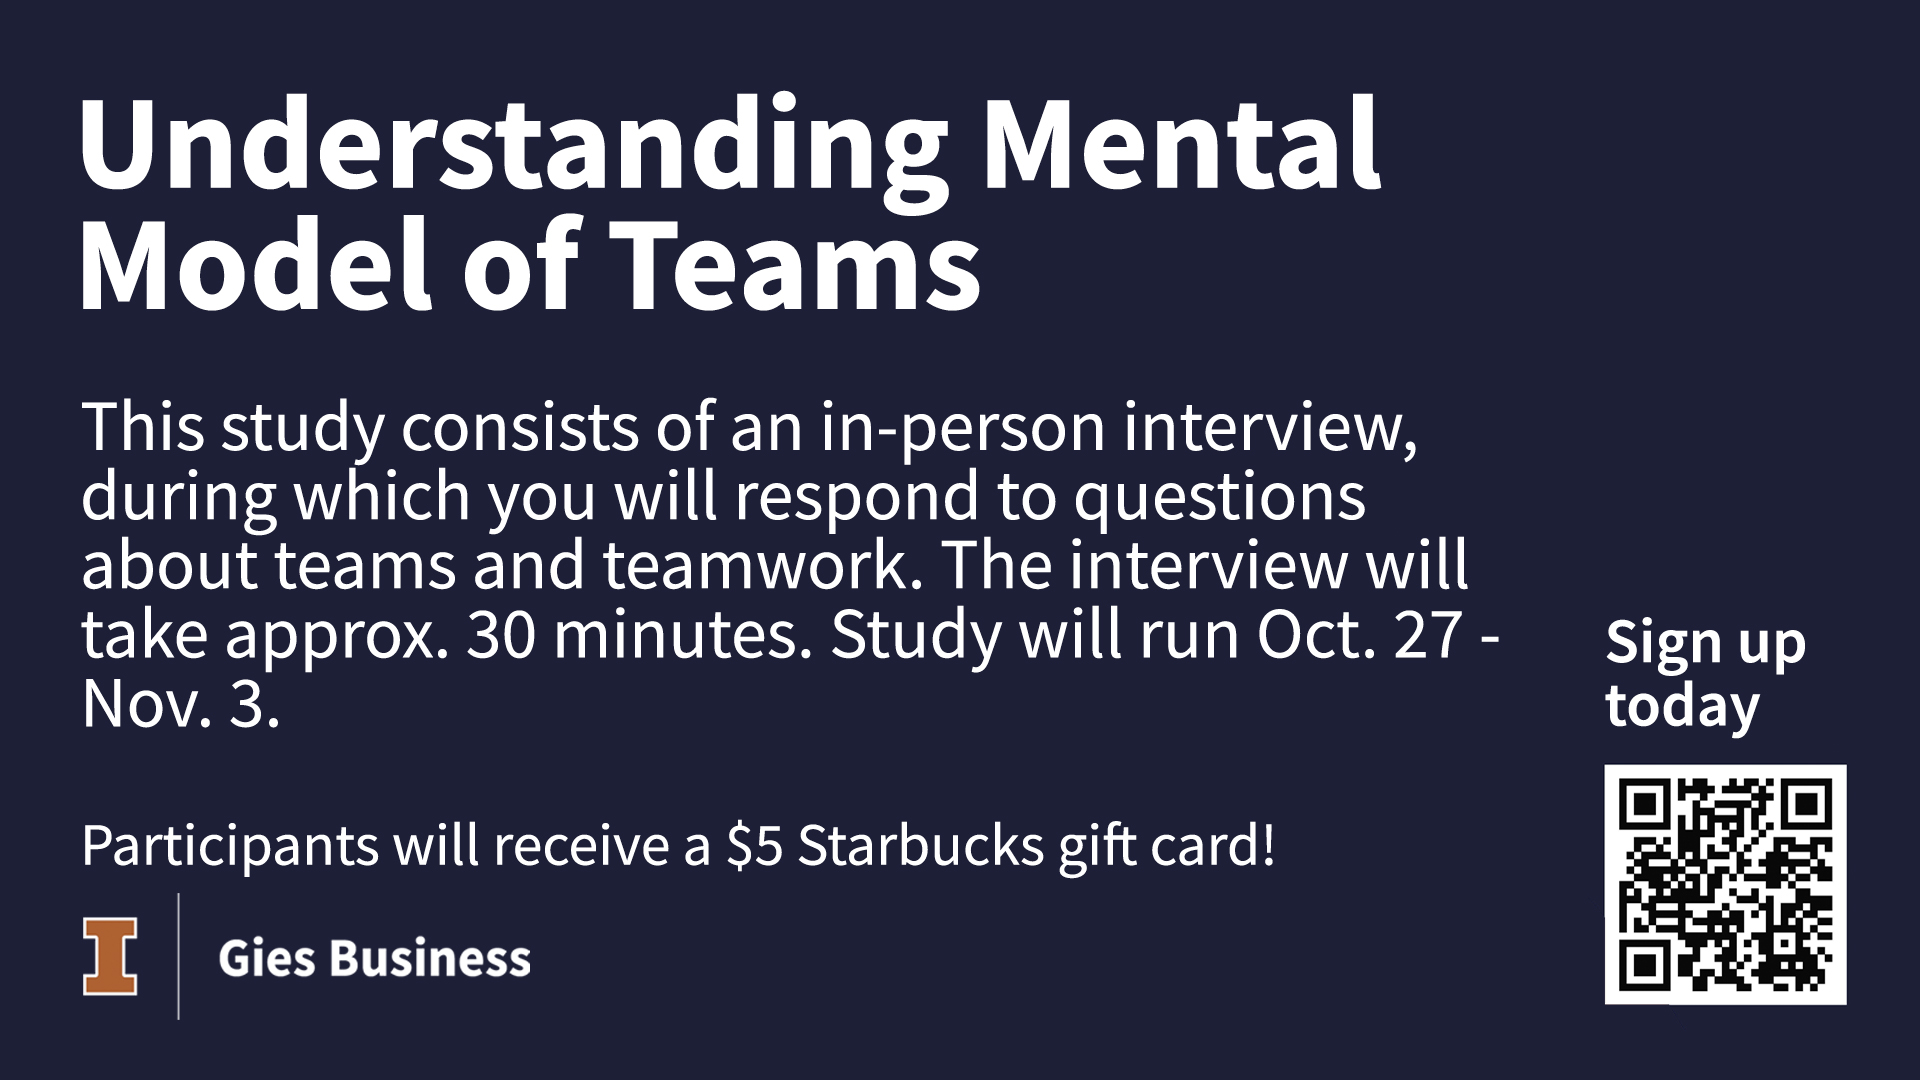 Understanding Mental
Model of Teams
This study consists of an in-person interview,
during which you will respond to questions
about teams and teamwork. The interview will
take approx. 30 minutes. Study will run Oct. 27 -
Nov. 3.
Sign up
today
Participants will receive a $5 Starbucks gift card!
I
Gies Business